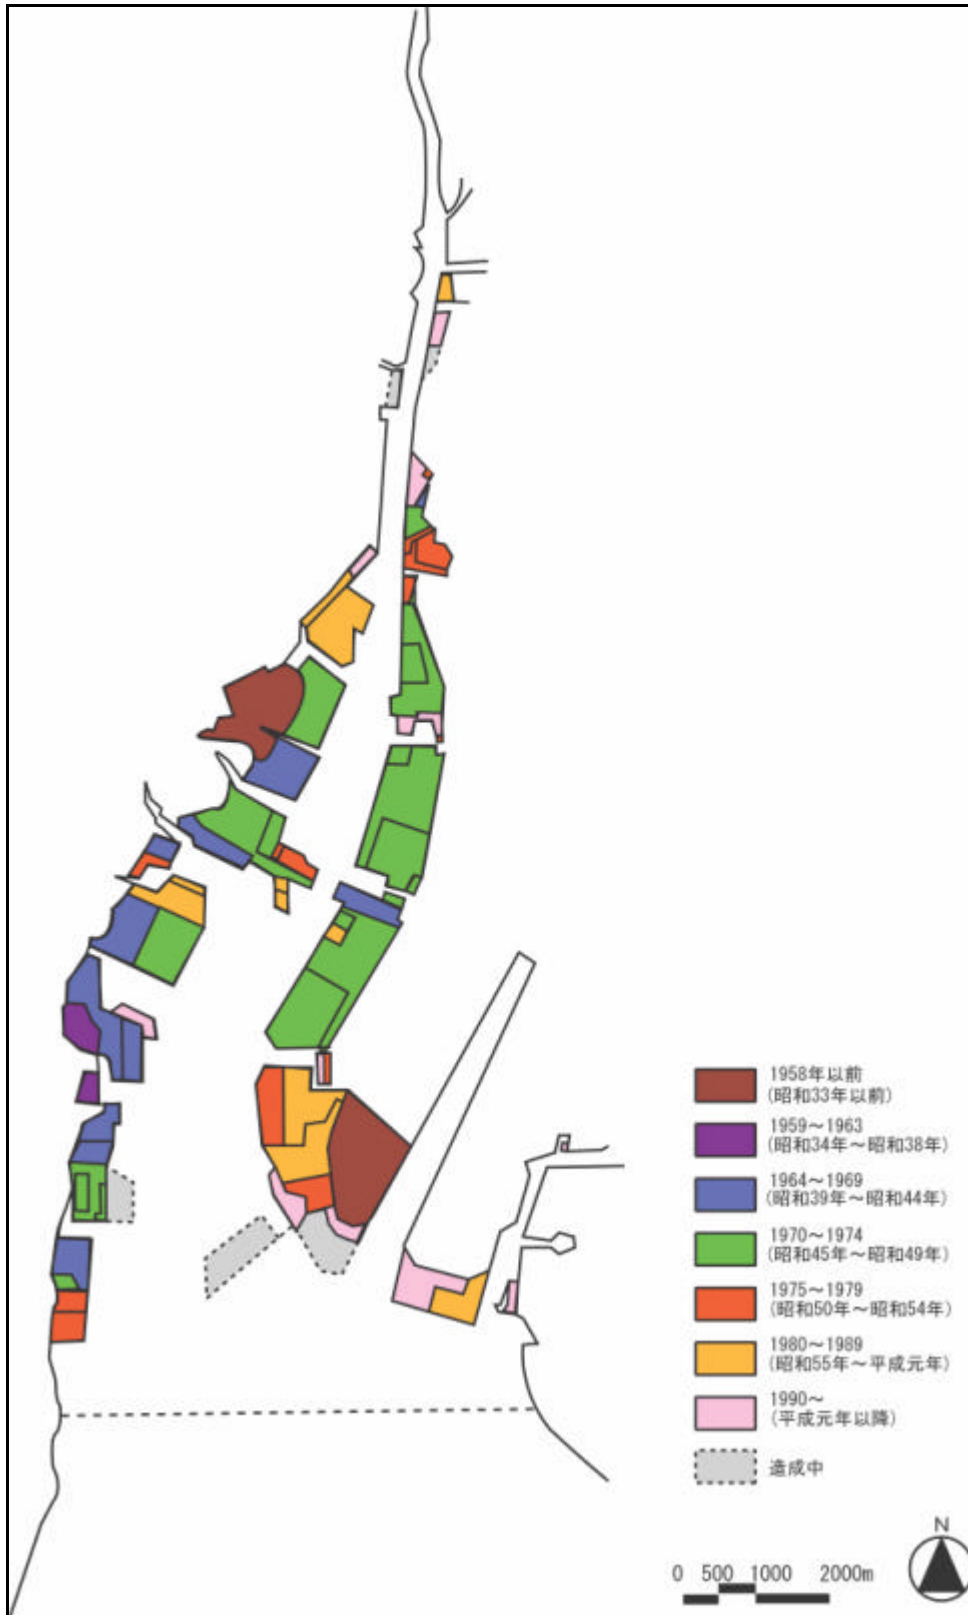 1958年以前
(昭和33年以前)
1959～1963
(昭和34年～昭和38年)
1964～1969
(昭和39年～昭和44年)
1970～1974
(昭和45年～昭和49年)
1975～1979
(昭和50年～昭和54年)
1980～1989
(昭和55年～平成元年)
1990～
(平成元年以降)
造成中
N
0 500 1000 2000m